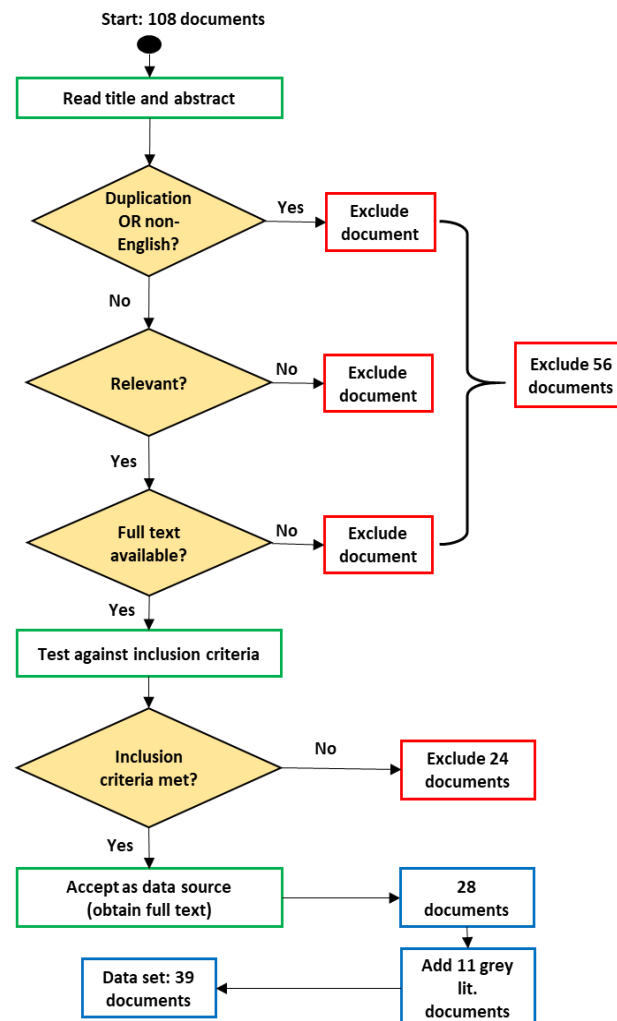 Start: 108 documents
Read title and abstract
Duplication
OR non-
English?
Yes
Exclude
document
No
Relevant?
No
Exclude
document
Exclude 56
documents
Yes
Full text
available?
No
Exclude
document
Yes
Test against inclusion criteria
Inclusion
criteria met?
No
Exclude 24
documents
Yes
Accept as data source
(obtain full text)
28
documents
Add 11 grey
lit.
documents
Data set: 39
documents